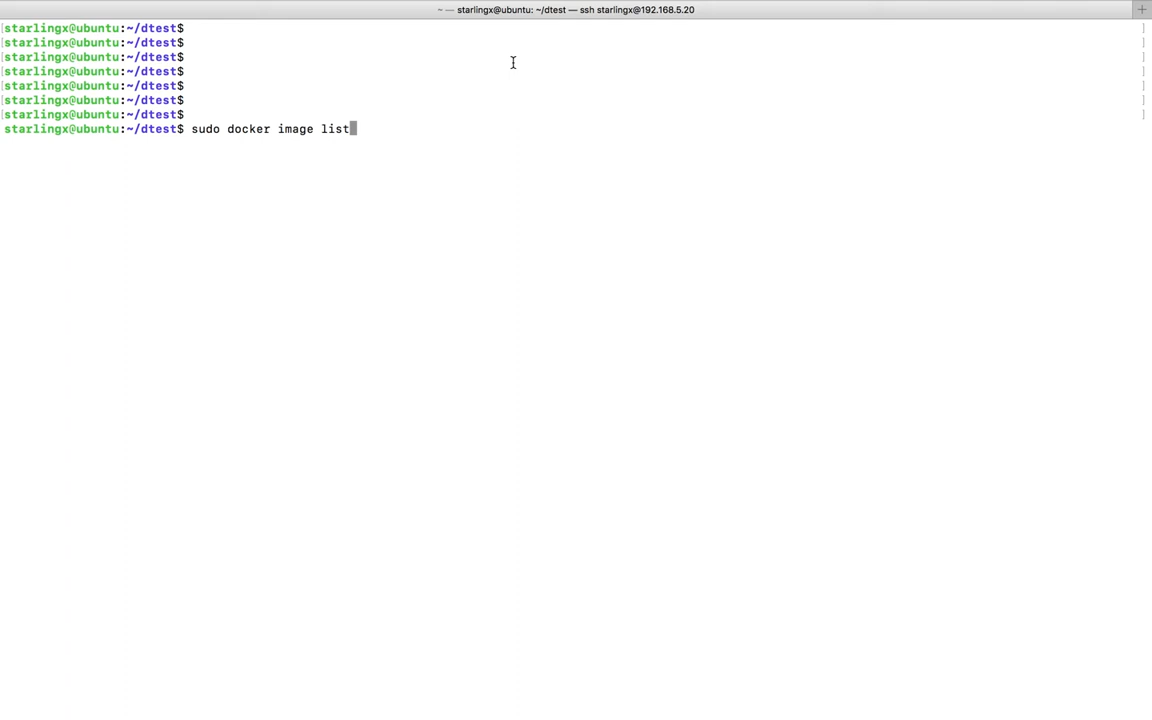 ~ — starlingx@ubuntu: ~/dtest — ssh starlingx@192.168.5.20
[starlingx@ubuntu:~/dtest$ ]
[starlingx@ubuntu:~/dtest$ ]
[starlingx@ubuntu:~/dtest$ ]
[starlingx@ubuntu:~/dtest$ ]
[starlingx@ubuntu:~/dtest$ ]
[starlingx@ubuntu:~/dtest$ ]
[starlingx@ubuntu:~/dtest$ ]
starlingx@ubuntu:~/dtest$ sudo docker image list